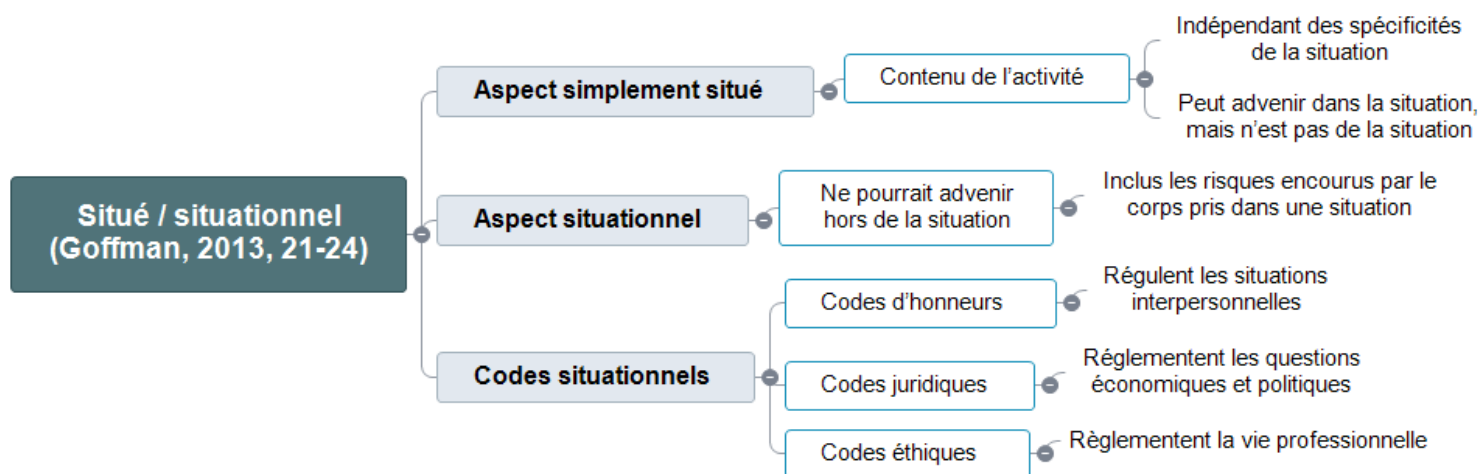 Situé / situationnel
(Goffman, 2013, 21-24)
Aspect simplement situé
Contenu de l’activité
Indépendant des spécificités
de la situation
Peut advenir dans la situation,
mais n’est pas de la situation
Aspect situationnel
Ne pourrait advenir
hors de la situation
Inclus les risques encourus par le
corps pris dans une situation
Codes situationnels
Codes d’honneurs
Régulent les situations
interpersonnelles
Codes juridiques
Réglementent les questions
économiques et politiques
Codes éthiques
Règlementent la vie professionnelle